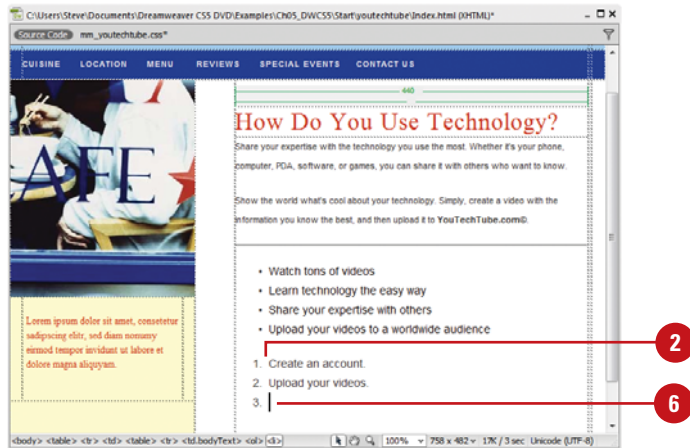 C:\Users\Steve\Documents\Dreamweaver CS5 DVD\Examples\Ch05_DWCS5\Start\youtechtube\Index.html (XHTML)*
Source Code mm_youtechtube.css*
CUISINE LOCATION MENU REVIEWS SPECIAL EVENTS CONTACT US
440
AFE
How Do You Use Technology?
Share your expertise with the technology you use the most. Whether it's your phone,
computer, PDA, software, or games, you can share it with others who want to know.
Show the world what's cool about your technology. Simply, create a video with the
information you know the best, and then upload it to YouTechTube.com©.
• Watch tons of videos
• Learn technology the easy way
• Share your expertise with others
• Upload your videos to a worldwide audience
Lorem ipsum dolor sit amet, consetetur
sadipscing elitr, sed diam nonumy
eirmod tempor invidunt ut labore et
dolore magna aliquyam.
1. Create an account.
2. Upload your videos.
3.
2
6
<body> <table> <tr> <td> <table> <tr> <td.bodyText> <ol> <li> 100% 758 x 482 17K / 3 sec Unicode (UTF-8)